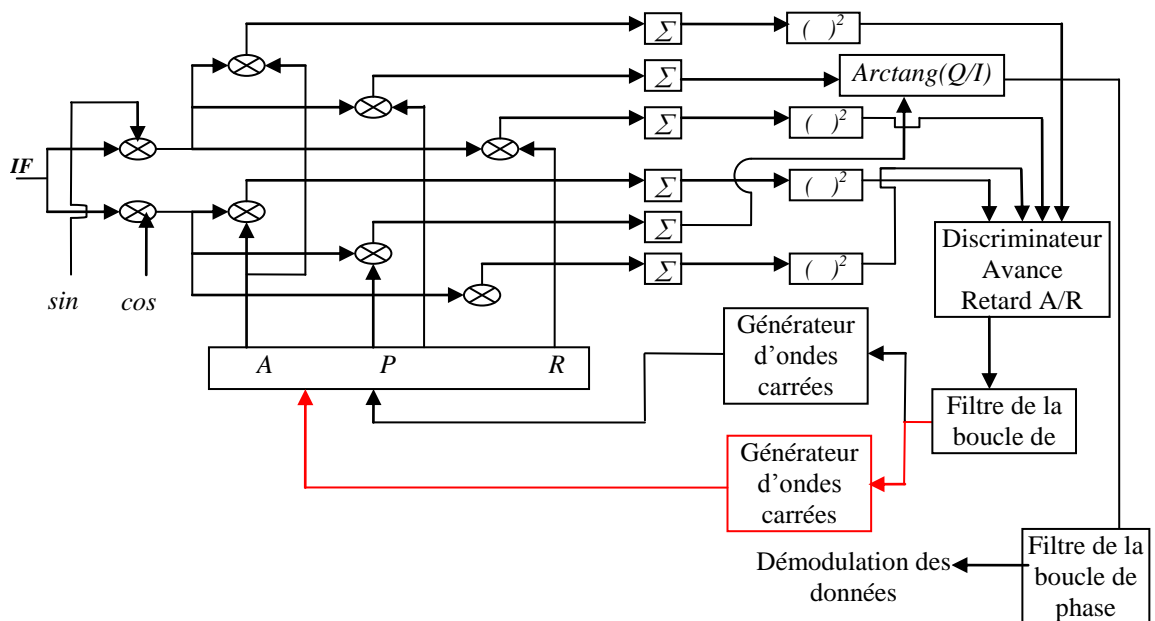 Σ
( )²
Σ
Arctang(Q/I)
Σ
( )²
IF
Σ
( )²
Σ
Σ
( )²
Discriminateur
Avance
Retard A/R
sin
cos
A
P
R
Générateur
d’ondes
carrées
Filtre de la
boucle de
Générateur
d’ondes
carrées
Démodulation des
données
Filtre de la
boucle de
phase